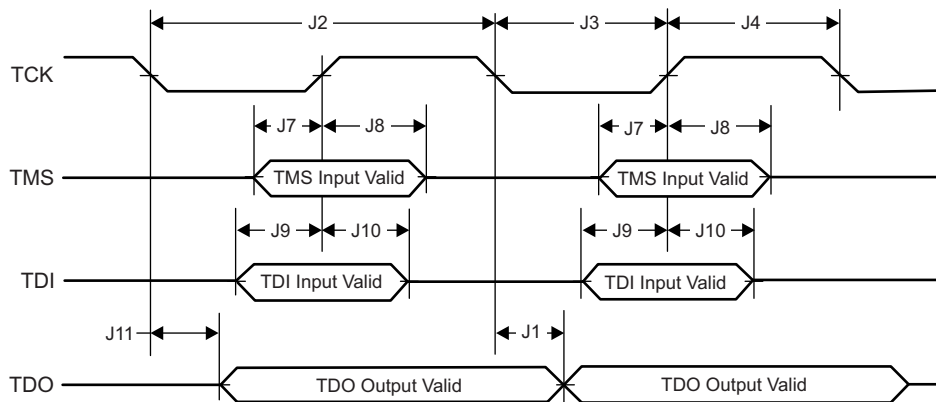 J2 J3 J4
TCK
J7 J8 J7 J8
TMS TMS Input Valid TMS Input Valid
J9 J10 J9 J10
TDI TDI Input Valid TDI Input Valid
J11 J1
TDO TDO Output Valid TDO Output Valid